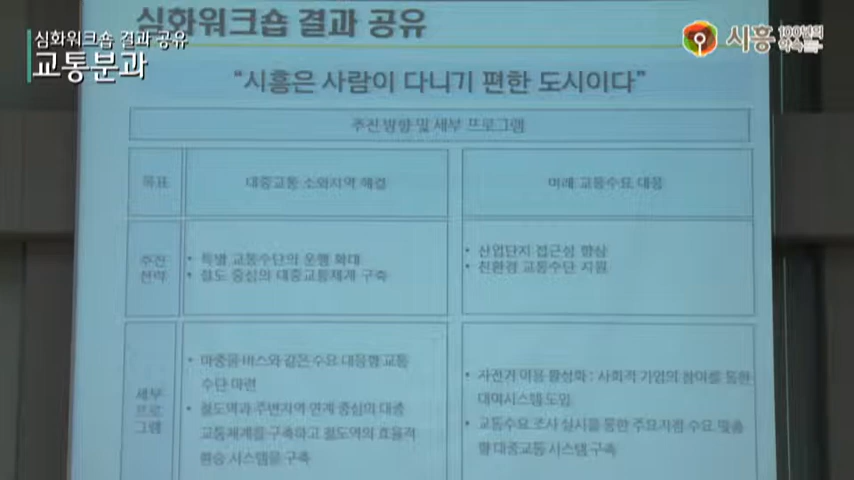 심화워크숍 결과 공유
심화워크숍 결과 공유
교통분과
시흥
100년의
"시흥은 사람이 다니기 편한 도시이다"
추진 방향 및 세부 프로그램
목표
대중교통 소외지역 해결
미래 교통수요 대응
추진
전략
• 특별 교통수단의 운행 확대
• 철도 중심의 대중교통체계 구축
• 산업단지 접근성 향상
• 친환경 교통수단 지원
세부
프로
그램
• 마중물 버스와 같은 수요 대응형 교통
수단 마련
• 철도역과 주변지역 연계 중심의 대중
교통체계를 구축하고 철도역의 효율적
환승 시스템을 구축
• 자전거 이용 활성화 : 사회적 기업의 참여를 통한
대여시스템 도입
• 교통수요 조사 실시를 통한 주요지점 수요 맞춤
형 대중교통 시스템 구축